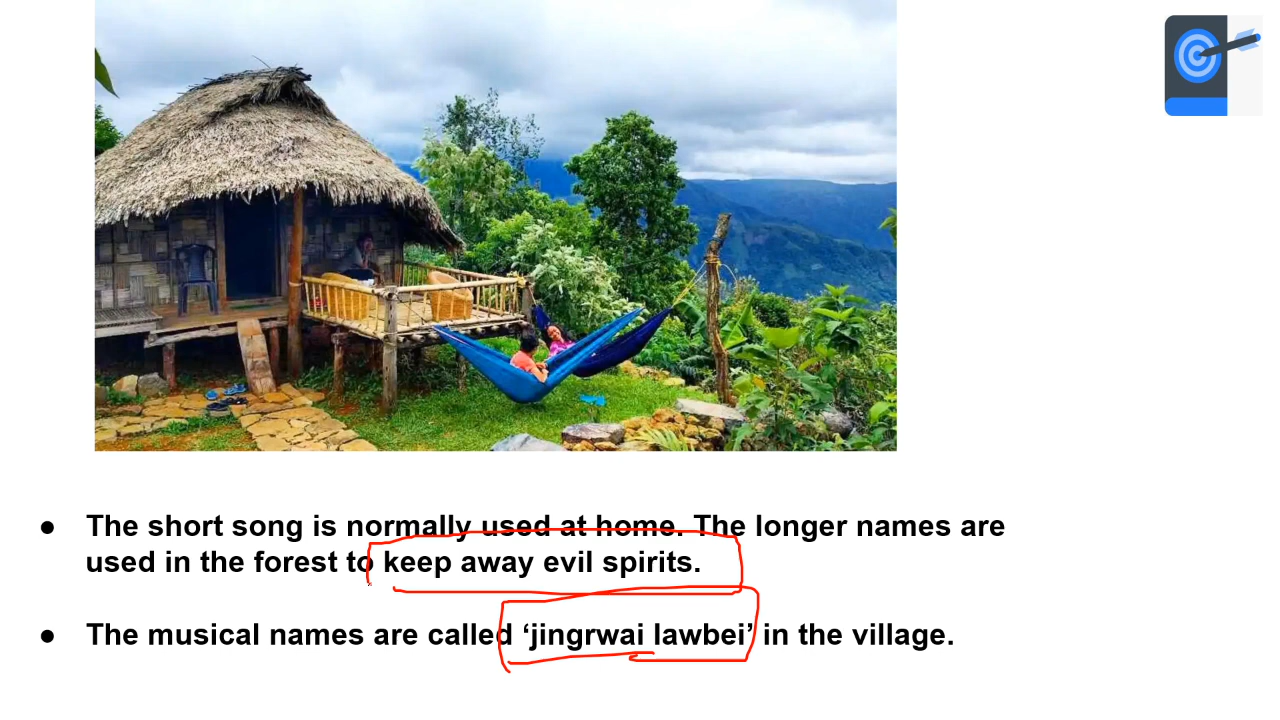 ● The short song is normally used at home. The longer names are
used in the forest to keep away evil spirits.
● The musical names are called ‘jingrwai lawbei’ in the village.